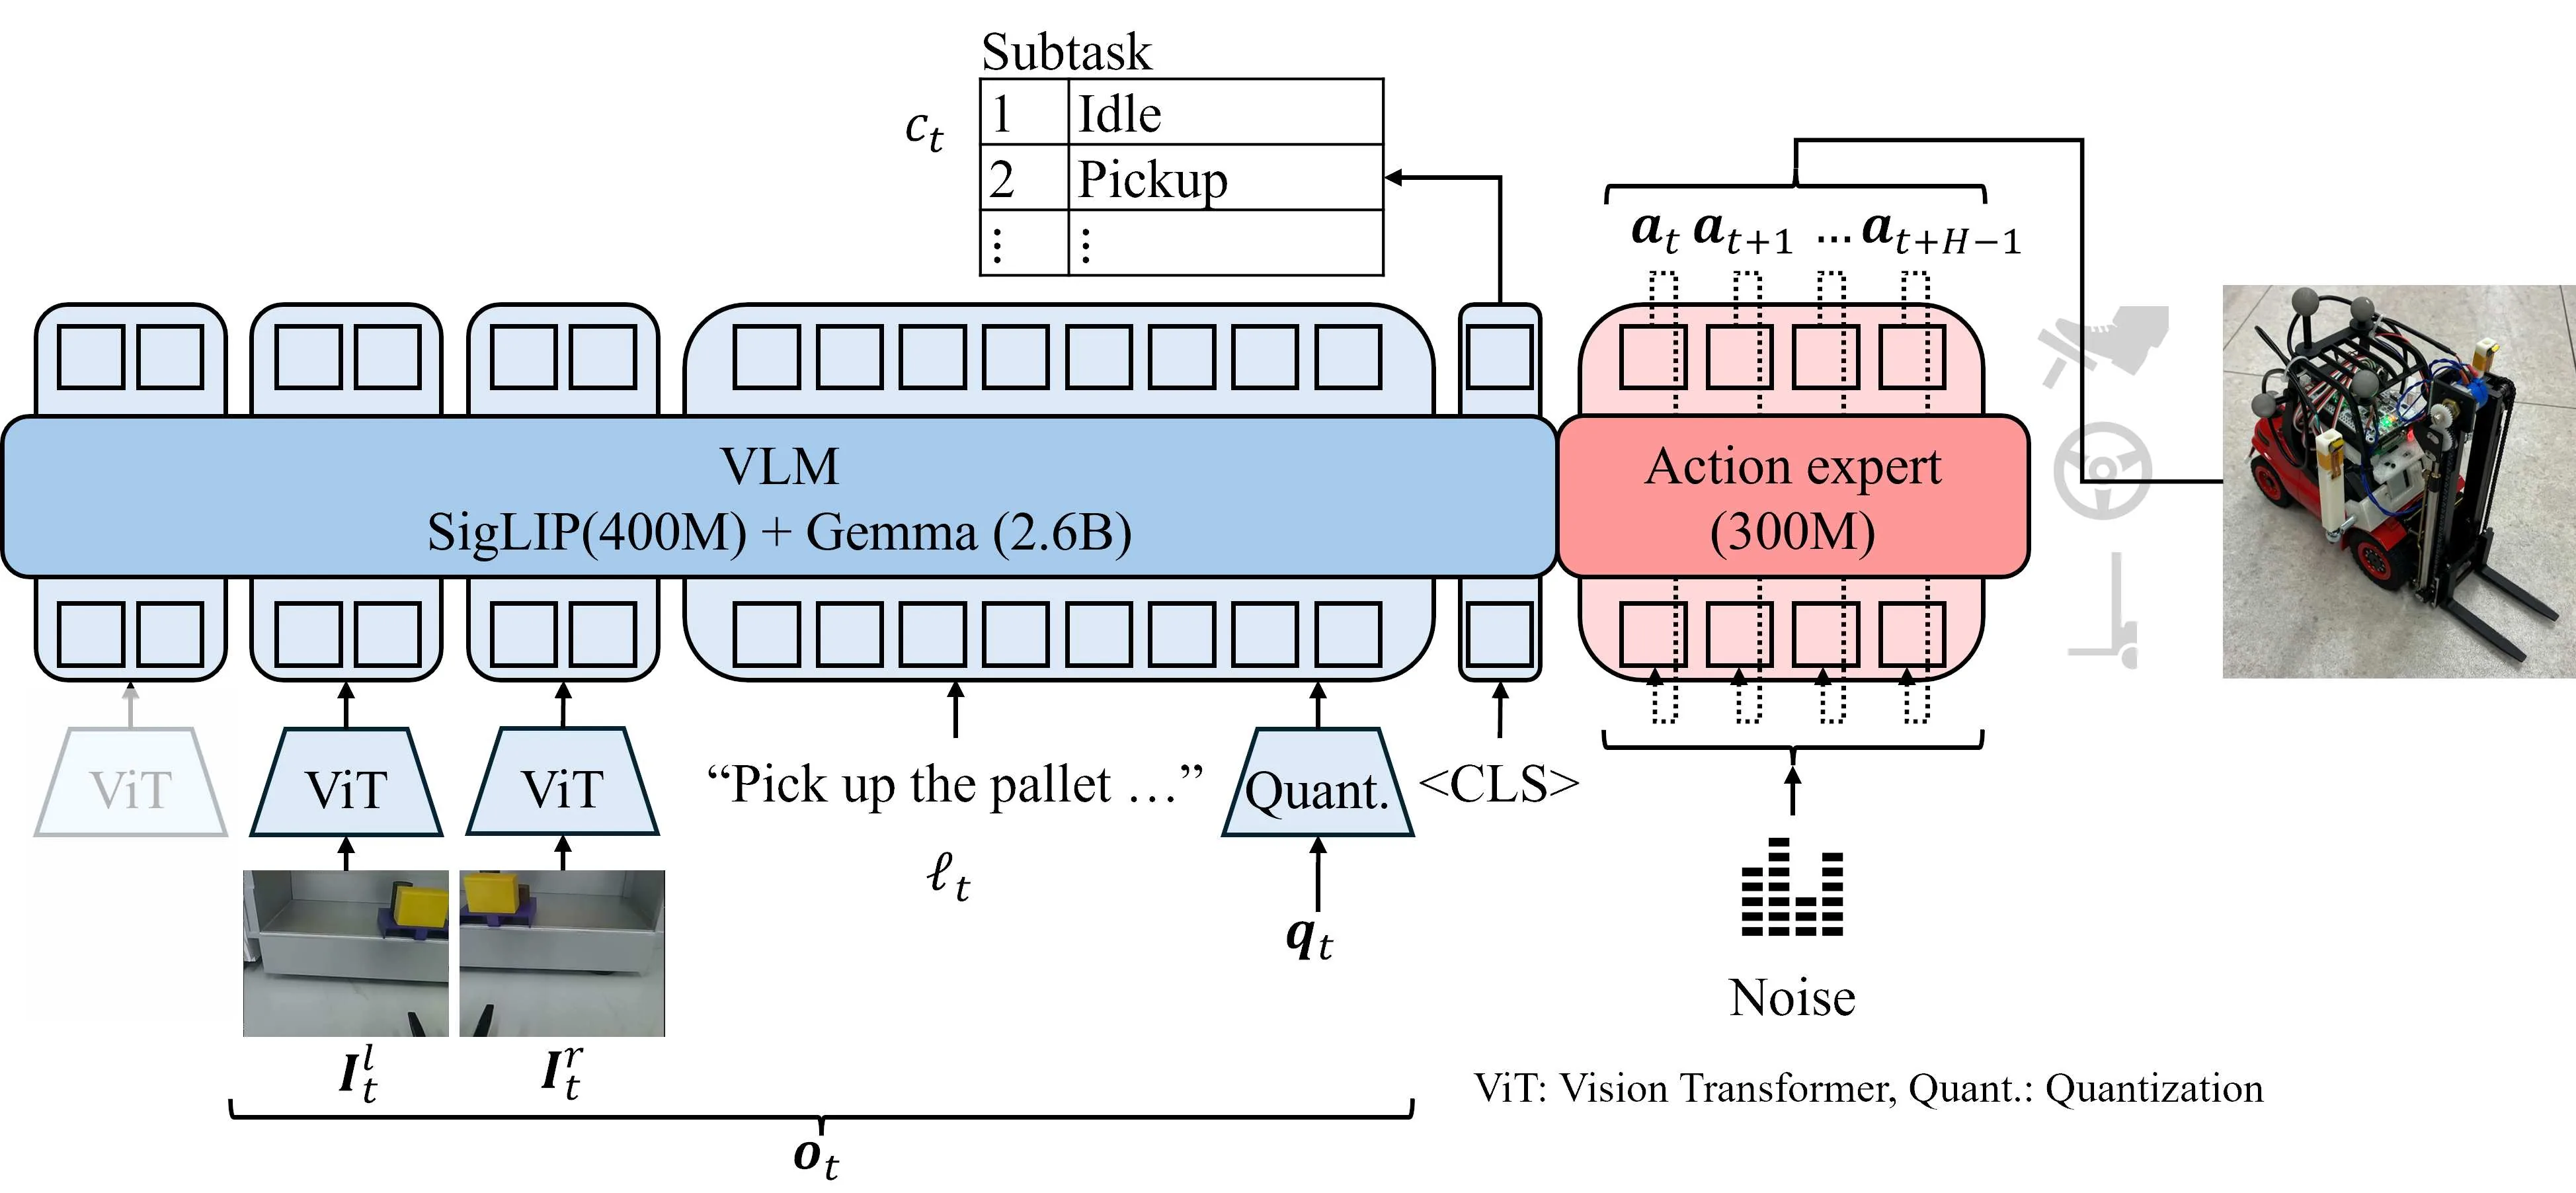 Subtask
c_t
1 Idle
2 Pickup
⋮ ⋮
a_t a_{t+1} … a_{t+H−1}
VLM
SigLIP(400M) + Gemma (2.6B)
Action expert
(300M)
ViT ViT ViT
“Pick up the pallet …”
Quant.
<CLS>
ℓ_t
q_t
Noise
I_t^l I_t^r
ViT: Vision Transformer, Quant.: Quantization
o_t